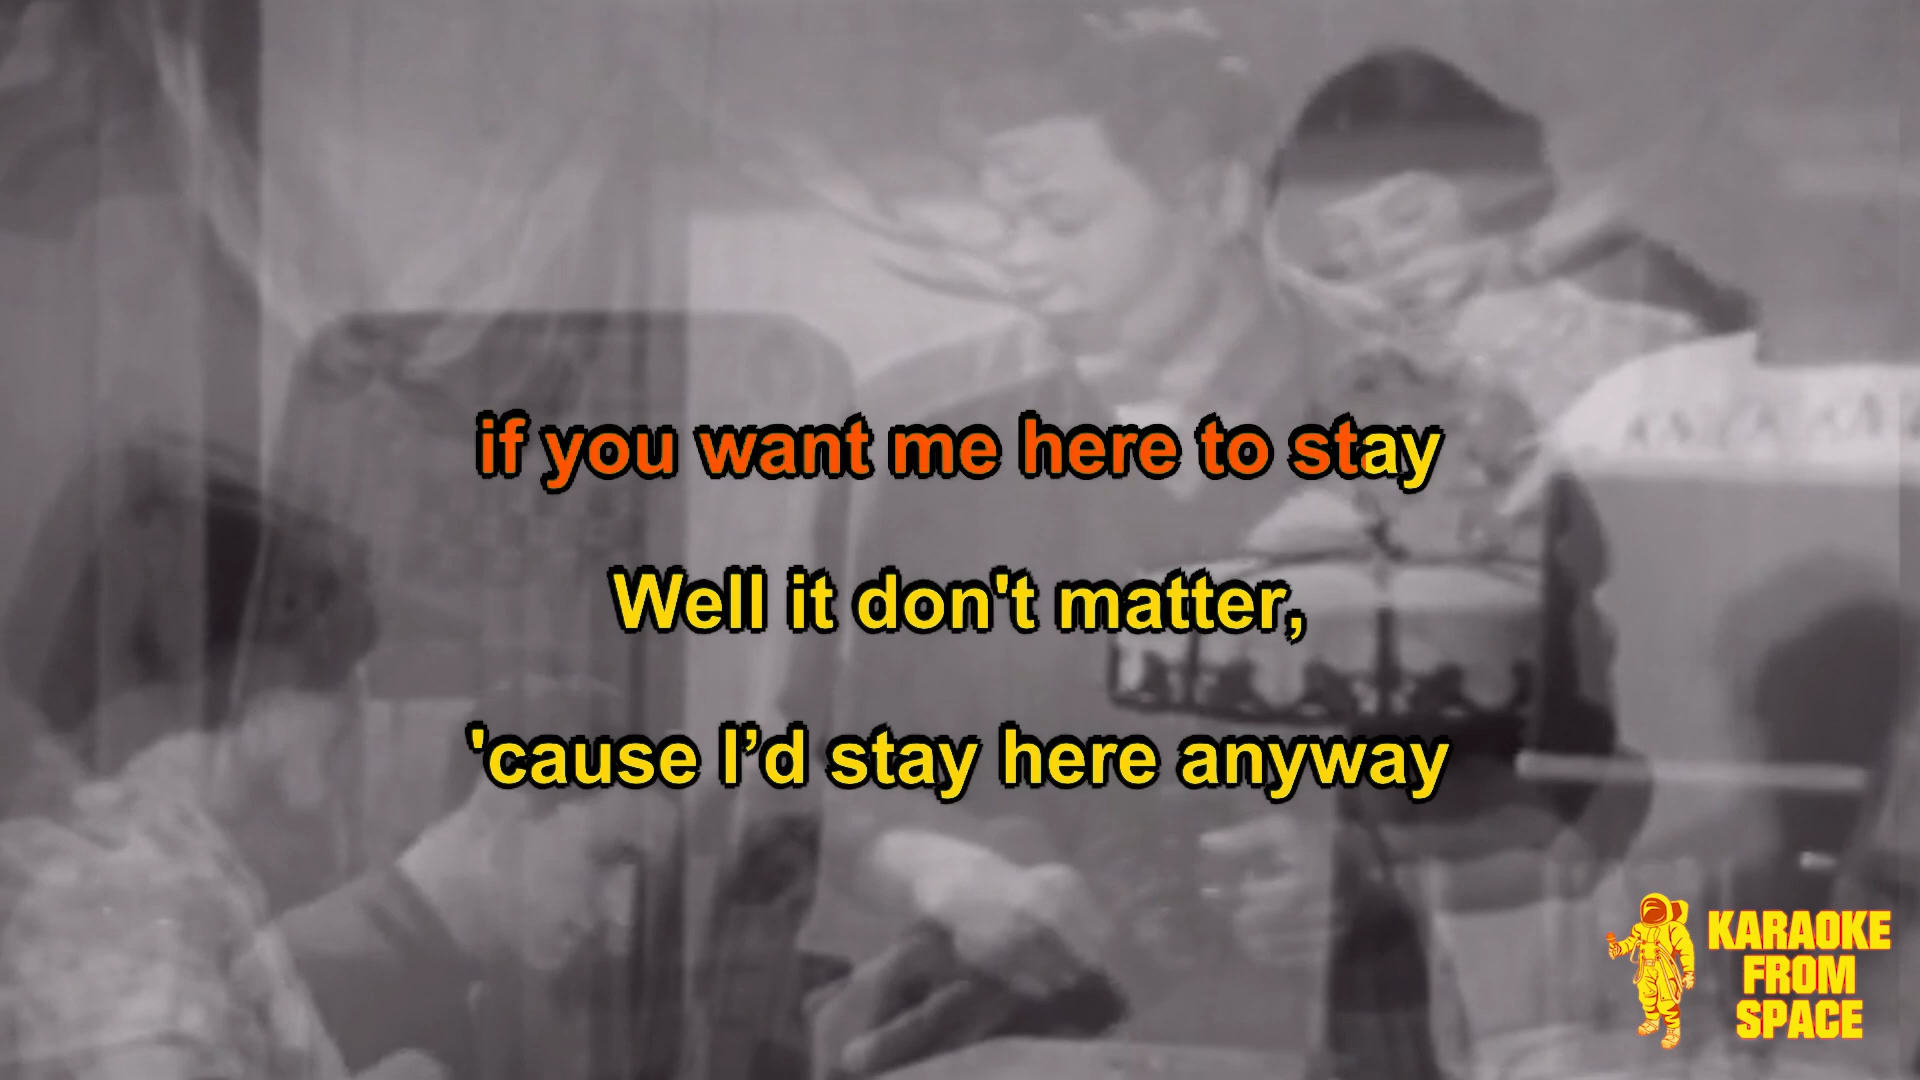 if you want me here to stay
Well it don't matter,
'cause I’d stay here anyway
KARAOKE
FROM
SPACE